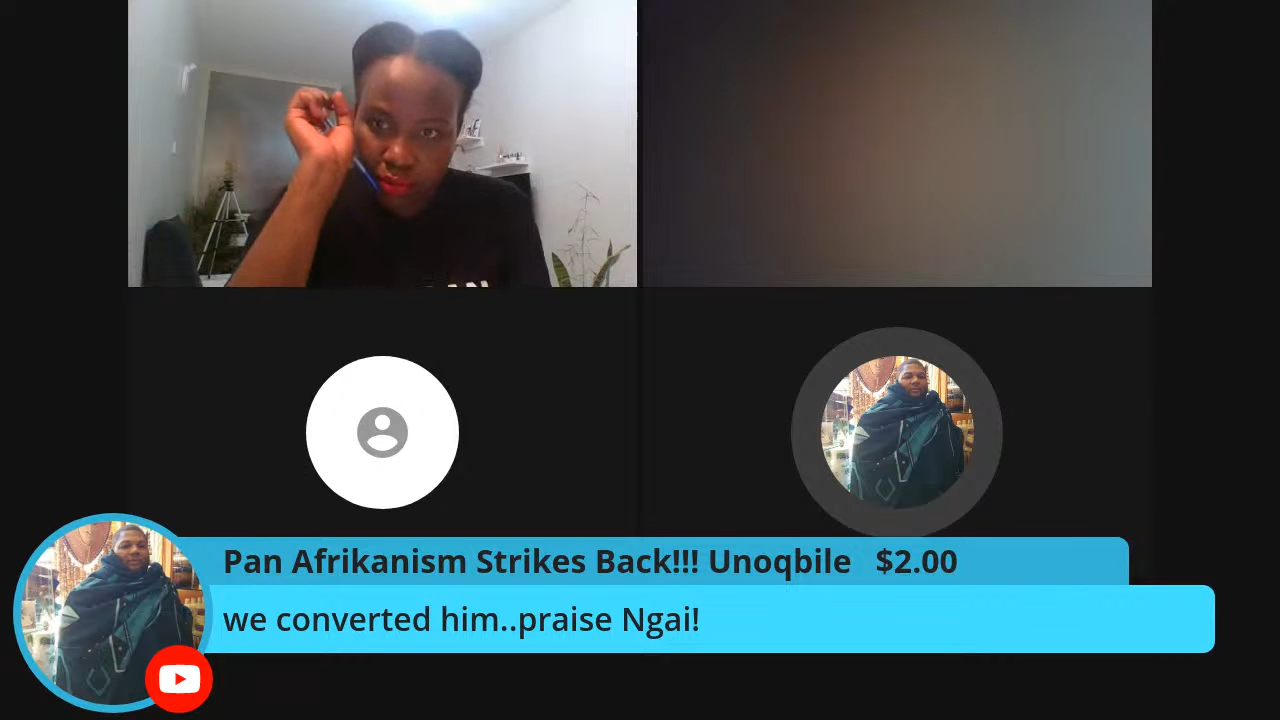 Pan Afrikanism Strikes Back!!! Unoqbile $2.00
we converted him..praise Ngai!